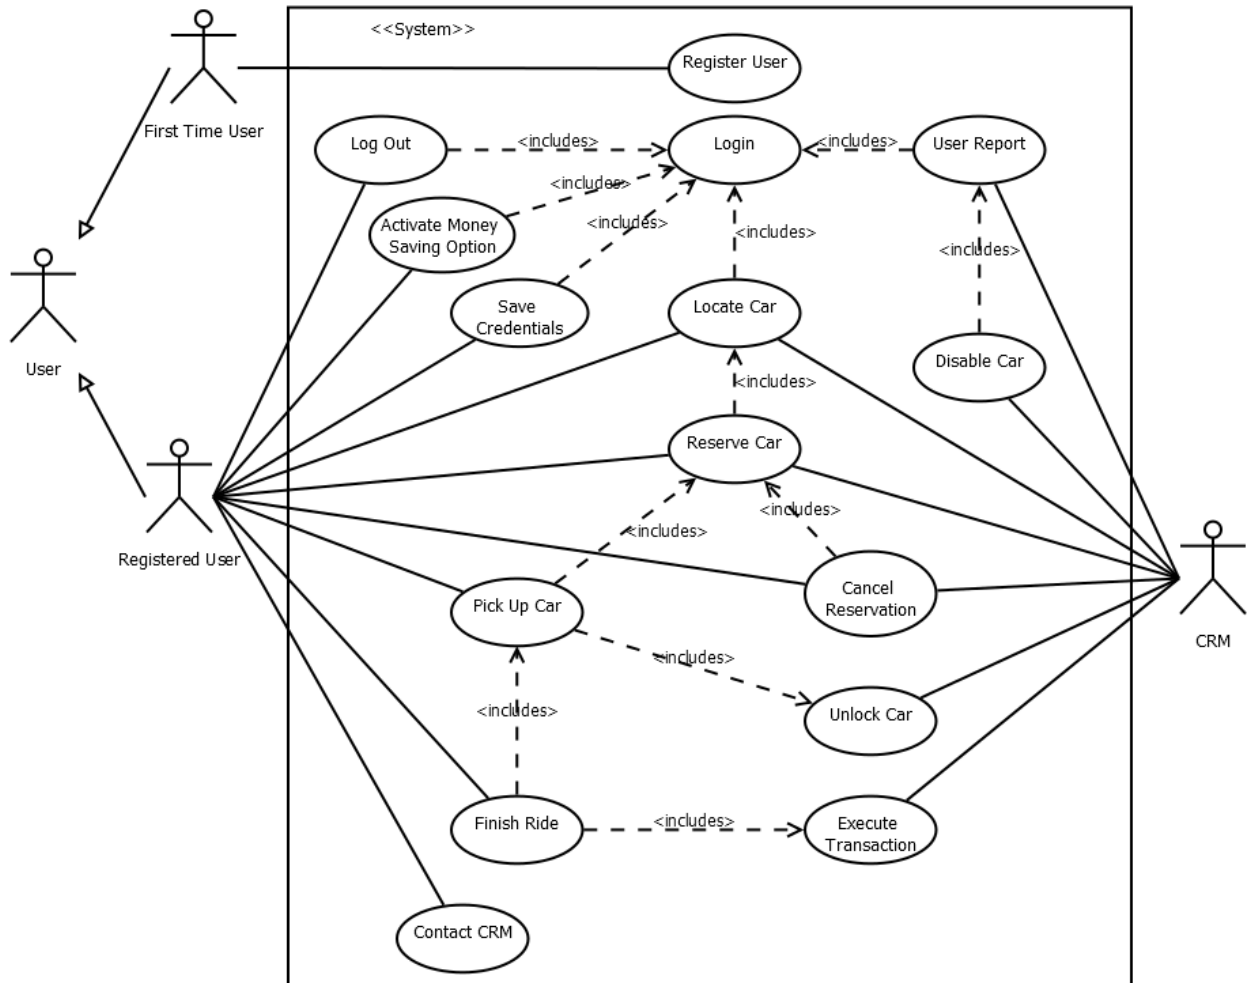 <<System>>
Register User
First Time User
Log Out
<includes>
Login
<includes>
User Report
<includes>
Activate Money
Saving Option
<includes>
<includes>
<includes>
Save
Credentials
Locate Car
User
Disable Car
<includes>
Reserve Car
Registered User
<includes>
<includes>
Pick Up Car
Cancel
Reservation
CRM
<includes>
<includes>
Unlock Car
Finish Ride
<includes>
Execute
Transaction
Contact CRM